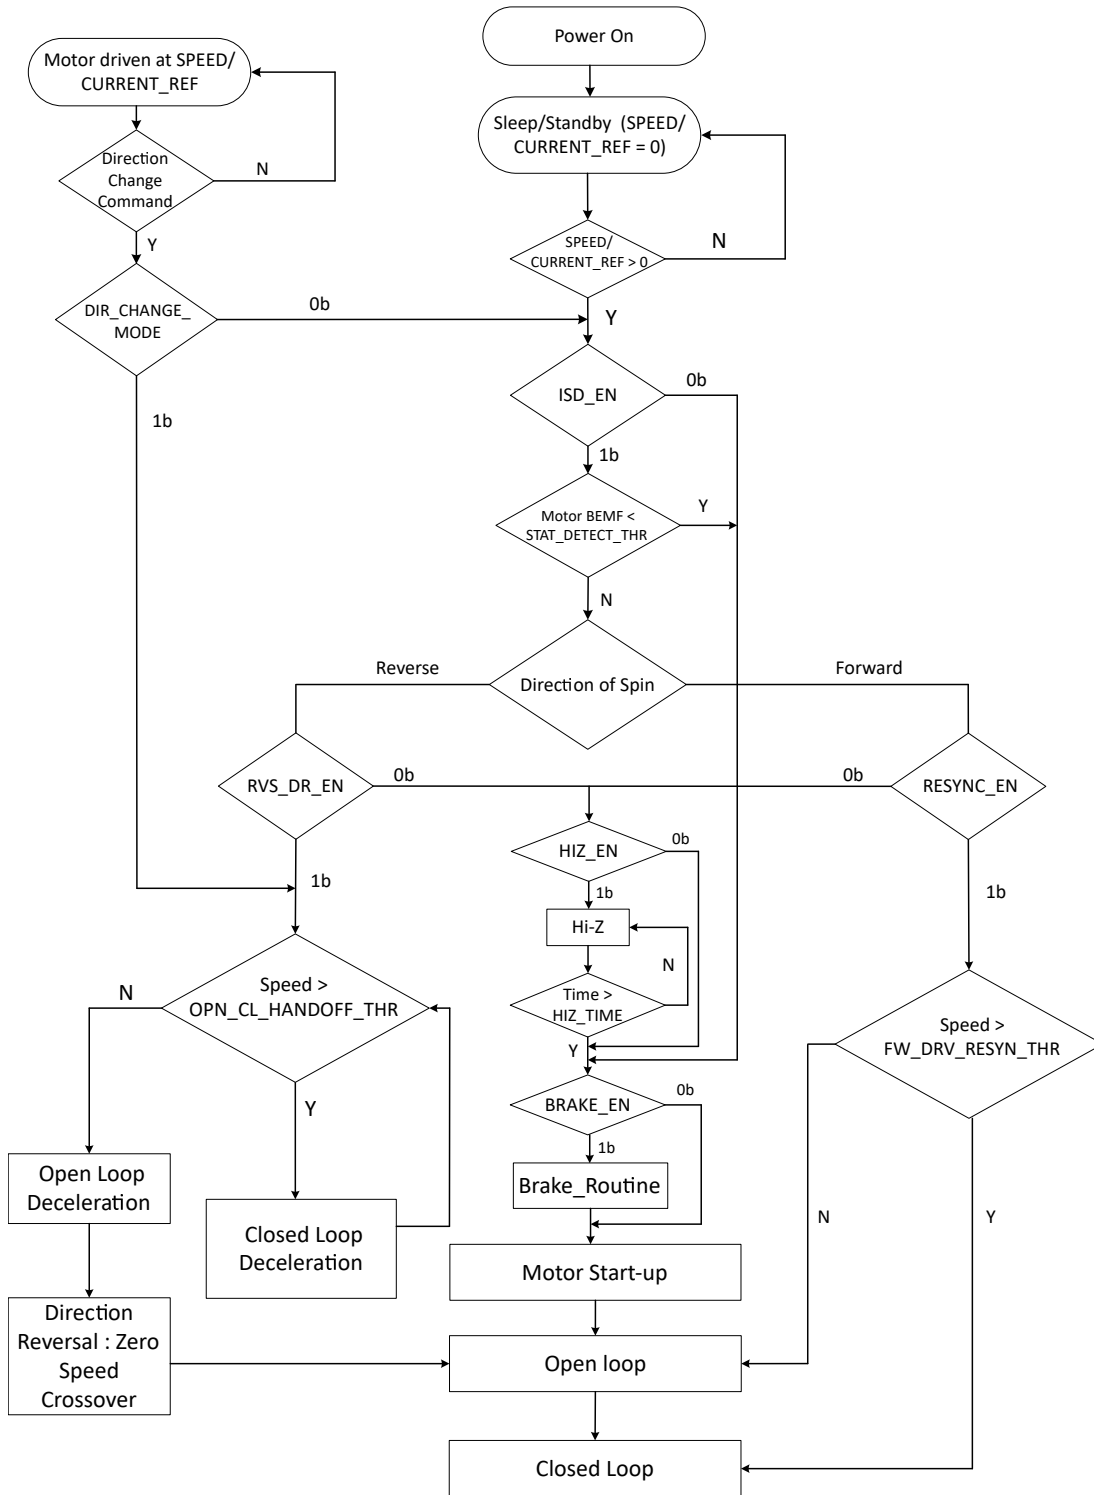 Power On
Motor driven at SPEED/
CURRENT_REF
Sleep/Standby (SPEED/
CURRENT_REF = 0)
Direction
Change
Command
N
Y
SPEED/
CURRENT_REF > 0
N
Y
DIR_CHANGE_
MODE
0b
1b
ISD_EN
0b
1b
Motor BEMF <
STAT_DETECT_THR
Y
N
Direction of Spin
Reverse
Forward
RVS_DR_EN
0b
0b
RESYNC_EN
1b
1b
HIZ_EN
0b
1b
Hi-Z
N
Time >
HIZ_TIME
Y
Speed >
OPN_CL_HANDOFF_THR
N
Y
Speed >
FW_DRV_RESYN_THR
N
Y
BRAKE_EN
0b
1b
Brake_Routine
Open Loop
Deceleration
Closed Loop
Deceleration
Motor Start-up
Direction
Reversal : Zero
Speed
Crossover
Open loop
Closed Loop